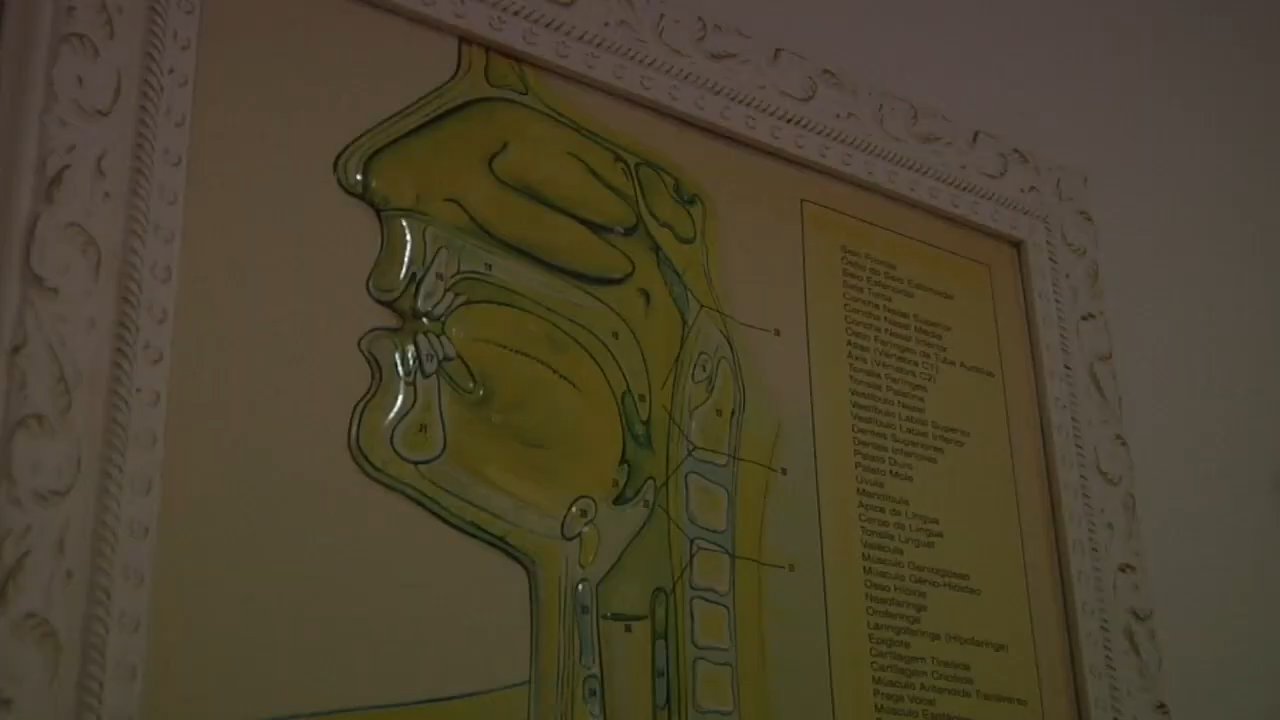 Seio Frontal
Óstio do Seio Esfenoidal
Seio Esfenoidal
Sela Túrcica
Concha Nasal Superior
Concha Nasal Média
Concha Nasal Inferior
Óstio Faríngeo da Tuba Auditiva
Atlas (Vértebra C1)
Áxis (Vértebra C2)
Tonsila Faríngea
Tonsila Palatina
Vestíbulo Nasal
Vestíbulo Labial Superior
Vestíbulo Labial Inferior
Dentes Superiores
Dentes Inferiores
Palato Duro
Palato Mole
Úvula
Mandíbula
Ápice da Língua
Corpo da Língua
Tonsila Lingual
Valécula
Músculo Genioglosso
Músculo Gênio-Hióideo
Osso Hióide
Nasofaringe
Orofaringe
Laringofaringe (Hipofaringe)
Epiglote
Cartilagem Tireóide
Cartilagem Cricóide
Músculo Aritenóide Transverso
Prega Vocal